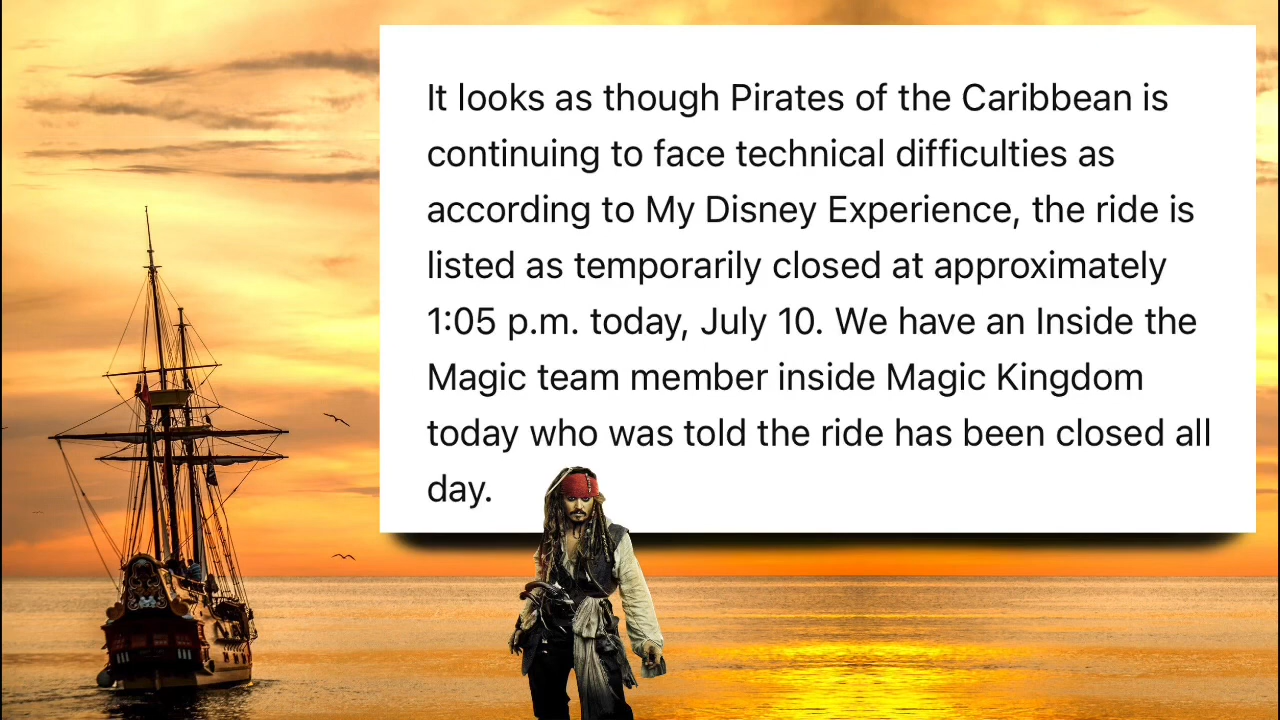 It looks as though Pirates of the Caribbean is
continuing to face technical difficulties as
according to My Disney Experience, the ride is
listed as temporarily closed at approximately
1:05 p.m. today, July 10. We have an Inside the
Magic team member inside Magic Kingdom
today who was told the ride has been closed all
day.